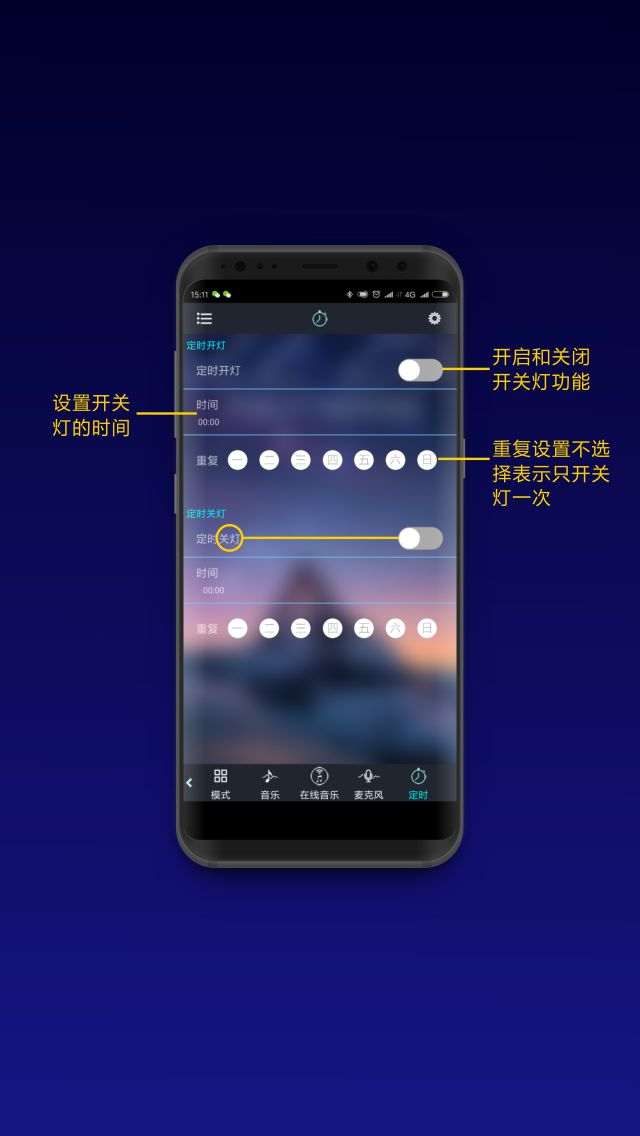 15:11
4G
定时开灯
定时开灯
开启和关闭
开关灯功能
设置开关
灯的时间
时间
00:00
重复 一 二 三 四 五 六 日
重复设置不选
择表示只开关
灯一次
定时关灯
定时关灯
时间
00:00
重复 一 二 三 四 五 六 日
模式 音乐 在线音乐 麦克风 定时